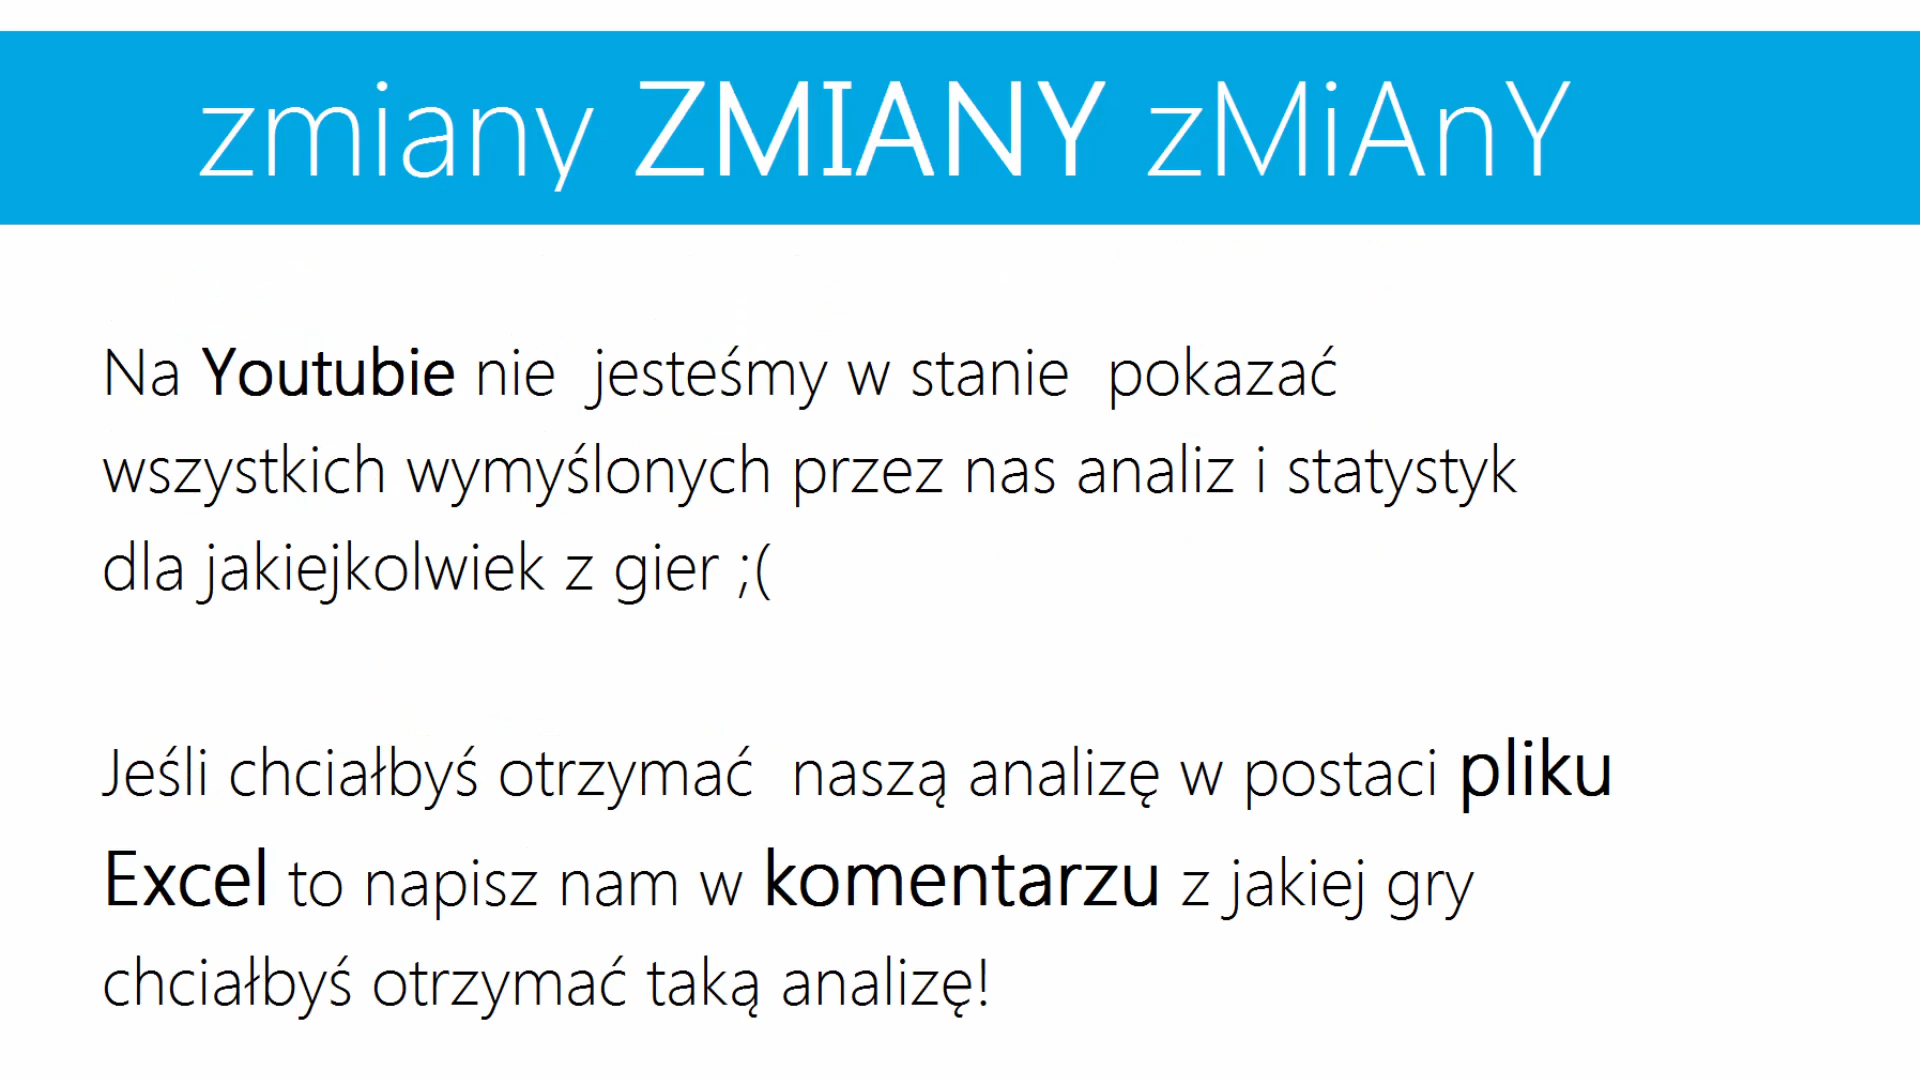 zmiany ZMIANY zMiAnY
Na Youtubie nie jesteśmy w stanie pokazać
wszystkich wymyślonych przez nas analiz i statystyk
dla jakiejkolwiek z gier ;(
Jeśli chciałbyś otrzymać naszą analizę w postaci pliku
Excel to napisz nam w komentarzu z jakiej gry
chciałbyś otrzymać taką analizę!